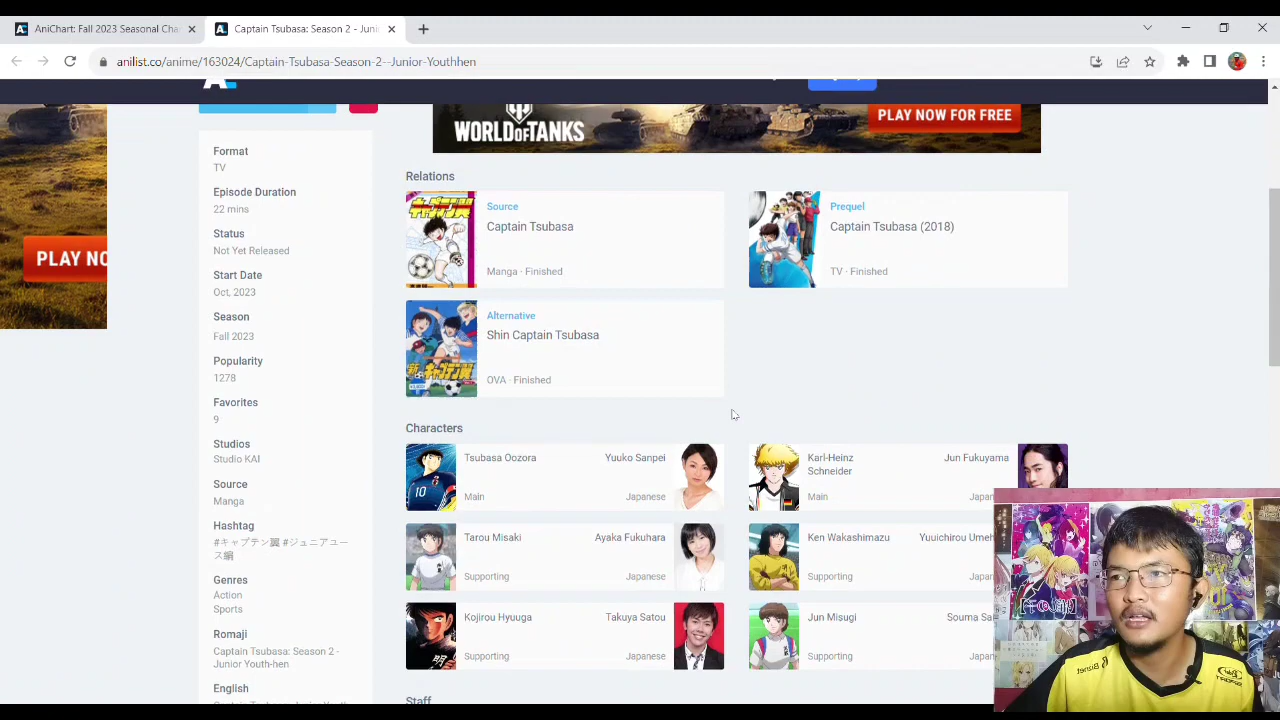 AniChart: Fall 2023 Seasonal Cha
Captain Tsubasa: Season 2 - Juni
anilist.co/anime/163024/Captain-Tsubasa-Season-2--Junior-Youthhen
WORLD OF TANKS
PLAY NOW FOR FREE
PLAY NO
Format
TV
Episode Duration
22 mins
Status
Not Yet Released
Start Date
Oct, 2023
Season
Fall 2023
Popularity
1278
Favorites
9
Studios
Studio KAI
Source
Manga
Hashtag
#キャプテン翼 #ジュニアユー
ス編
Genres
Action
Sports
Romaji
Captain Tsubasa: Season 2 -
Junior Youth-hen
English
Relations
Source
Captain Tsubasa
Manga · Finished
Prequel
Captain Tsubasa (2018)
TV · Finished
Alternative
Shin Captain Tsubasa
OVA · Finished
Characters
Tsubasa Oozora
Yuuko Sanpei
Main
Japanese
Karl-Heinz
Schneider
Jun Fukuyama
Main
Japan
Tarou Misaki
Ayaka Fukuhara
Supporting
Japanese
Ken Wakashimazu
Yuuichirou Umeh
Supporting
Kojirou Hyuuga
Takuya Satou
Supporting
Japanese
Jun Misugi
Souma Sa
Supporting
Staff